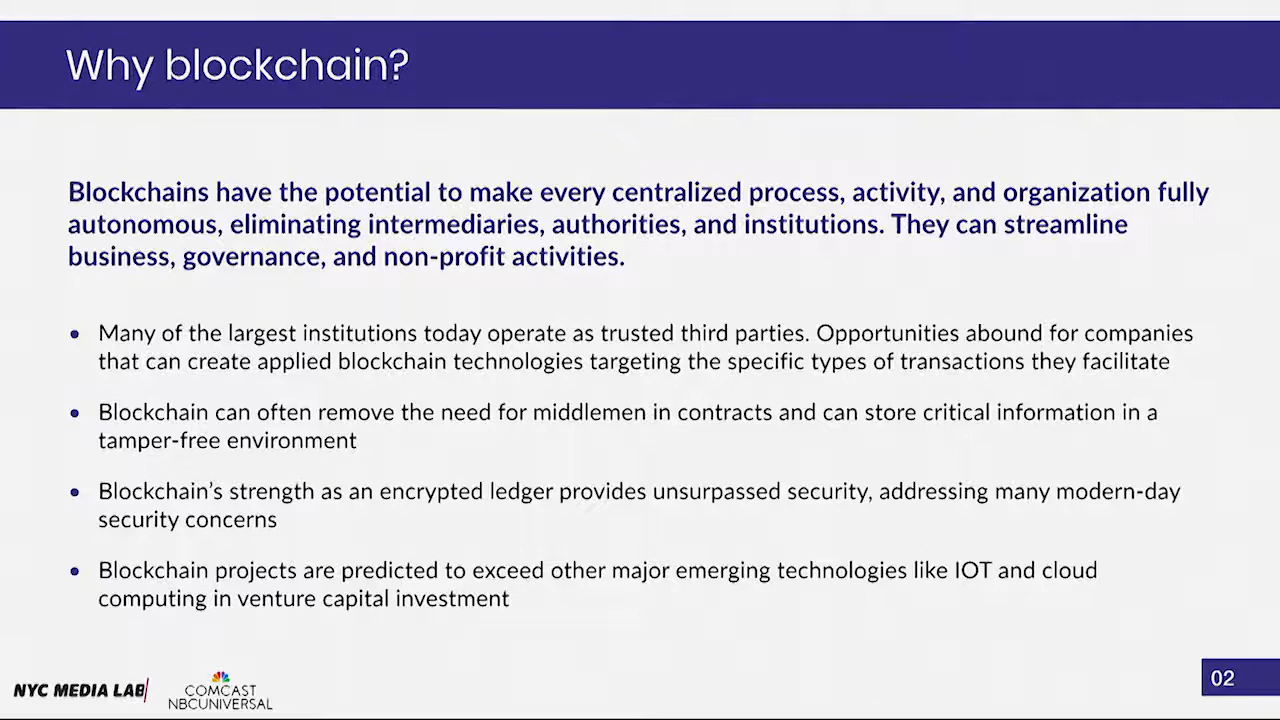 Why blockchain?
Blockchains have the potential to make every centralized process, activity, and organization fully
autonomous, eliminating intermediaries, authorities, and institutions. They can streamline
business, governance, and non-profit activities.
• Many of the largest institutions today operate as trusted third parties. Opportunities abound for companies
that can create applied blockchain technologies targeting the specific types of transactions they facilitate
• Blockchain can often remove the need for middlemen in contracts and can store critical information in a
tamper-free environment
• Blockchain’s strength as an encrypted ledger provides unsurpassed security, addressing many modern-day
security concerns
• Blockchain projects are predicted to exceed other major emerging technologies like IOT and cloud
computing in venture capital investment
NYC MEDIA LAB
COMCAST
NBCUNIVERSAL
02